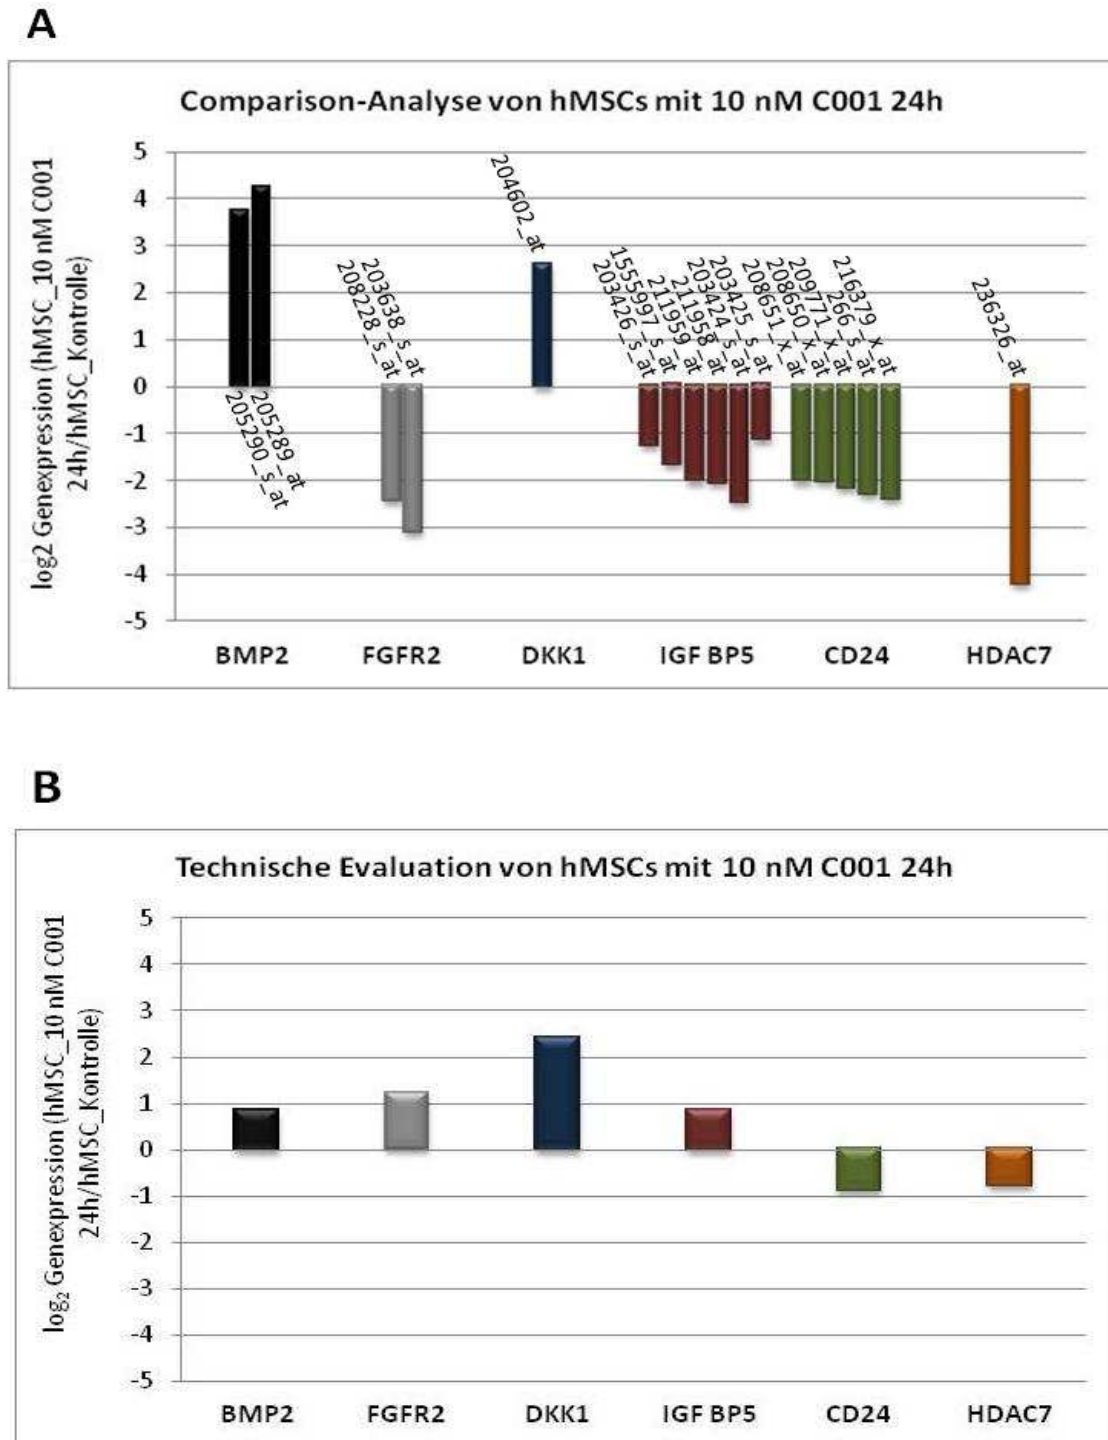 A
Comparison-Analyse von hMSCs mit 10 nM C001 24h
log2 Genexpression (hMSC_10 nM C001
24h/hMSC_Kontrolle)
5
4
3
2
1
0
-1
-2
-3
-4
-5
205290_s_at
205289_at
208228_s_at
203638_s_at
204602_at
203426_s_at
1555997_s_at
211959_at
211958_at
203424_s_at
203425_s_at
208651_x_at
208650_x_at
209771_x_at
266_s_at
216379_x_at
236326_at
BMP2 FGFR2 DKK1 IGF BP5 CD24 HDAC7
B
Technische Evaluation von hMSCs mit 10 nM C001 24h
log₂ Genexpression (hMSC_10 nM C001
24h/hMSC_Kontrolle)
5
4
3
2
1
0
-1
-2
-3
-4
-5
BMP2 FGFR2 DKK1 IGF BP5 CD24 HDAC7